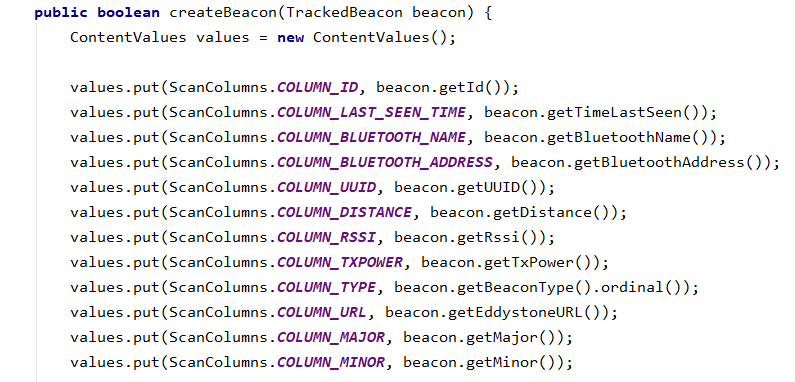 public boolean createBeacon(TrackedBeacon beacon) {
ContentValues values = new ContentValues();
values.put(ScanColumns.COLUMN_ID, beacon.getId());
values.put(ScanColumns.COLUMN_LAST_SEEN_TIME, beacon.getTimeLastSeen());
values.put(ScanColumns.COLUMN_BLUETOOTH_NAME, beacon.getBluetoothName());
values.put(ScanColumns.COLUMN_BLUETOOTH_ADDRESS, beacon.getBluetoothAddress());
values.put(ScanColumns.COLUMN_UUID, beacon.getUUID());
values.put(ScanColumns.COLUMN_DISTANCE, beacon.getDistance());
values.put(ScanColumns.COLUMN_RSSI, beacon.getRssi());
values.put(ScanColumns.COLUMN_TXPOWER, beacon.getTxPower());
values.put(ScanColumns.COLUMN_TYPE, beacon.getBeaconType().ordinal());
values.put(ScanColumns.COLUMN_URL, beacon.getEddystoneURL());
values.put(ScanColumns.COLUMN_MAJOR, beacon.getMajor());
values.put(ScanColumns.COLUMN_MINOR, beacon.getMinor());